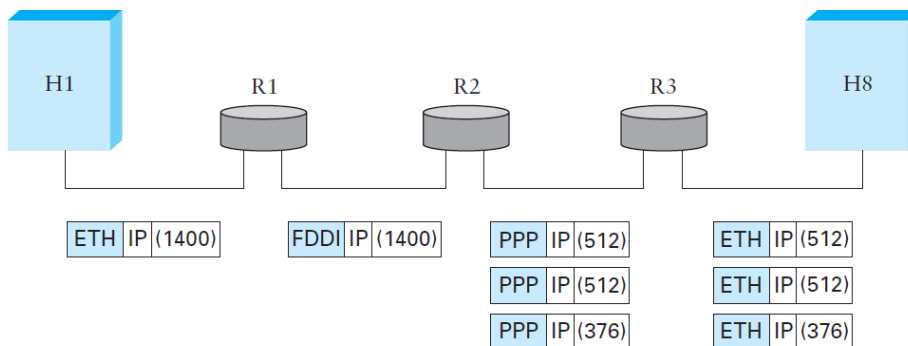 H1
R1
R2
R3
H8
ETH IP (1400)
FDDI IP (1400)
PPP IP (512)
ETH IP (512)
PPP IP (512)
ETH IP (512)
PPP IP (376)
ETH IP (376)